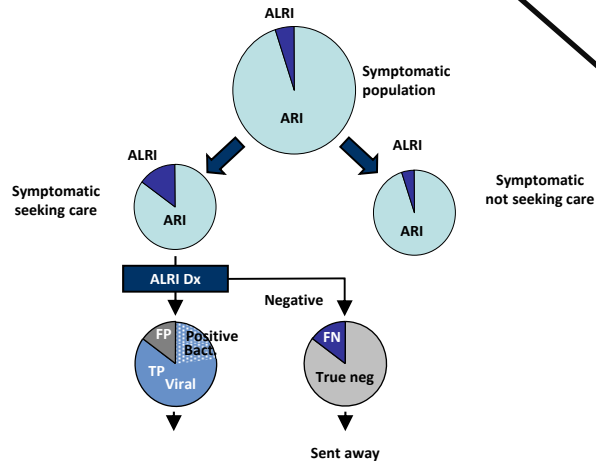 ALRI
Symptomatic
population
ARI
ALRI
ALRI
Symptomatic
seeking care
ARI
Symptomatic
not seeking care
ARI
ALRI Dx
Negative
FP
Positive
Bact.
TP
Viral
FN
True neg
Sent away